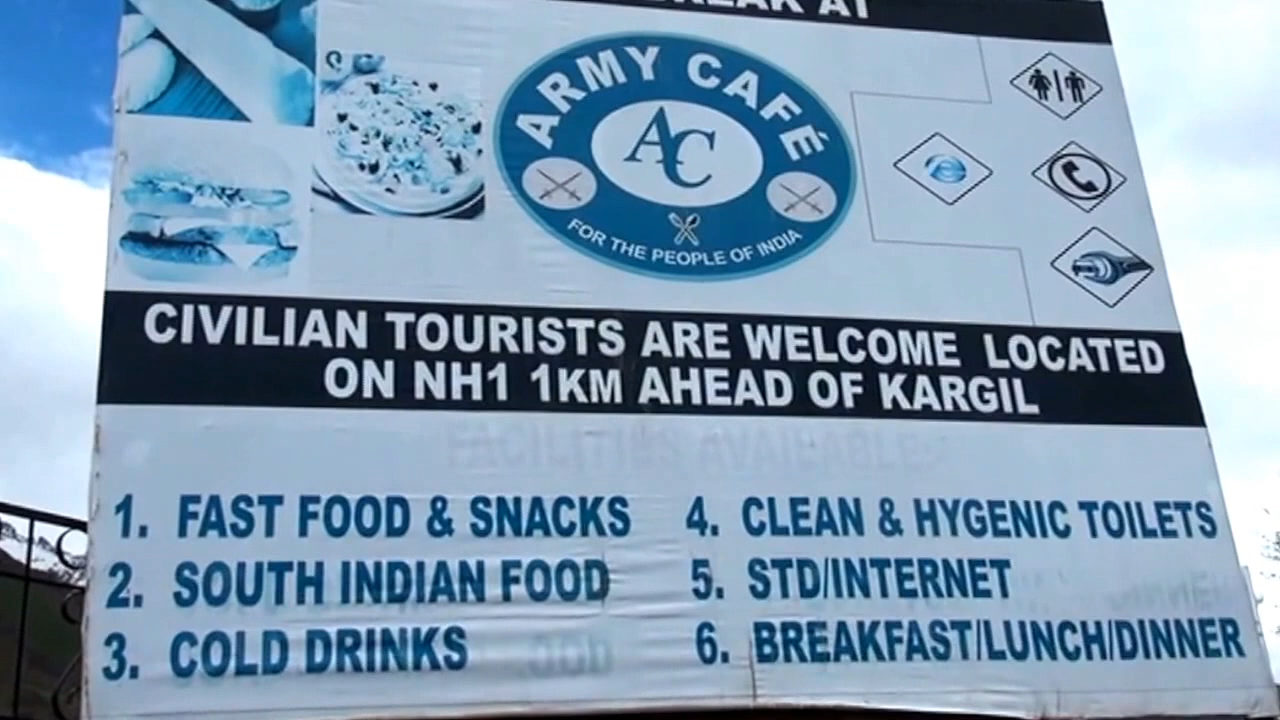 BREAK AT
ARMY CAFÉ
AC
FOR THE PEOPLE OF INDIA
CIVILIAN TOURISTS ARE WELCOME LOCATED
ON NH1 1KM AHEAD OF KARGIL
FACILITIES AVAILABLE:
1. FAST FOOD & SNACKS
2. SOUTH INDIAN FOOD
3. COLD DRINKS
4. CLEAN & HYGENIC TOILETS
5. STD/INTERNET
6. BREAKFAST/LUNCH/DINNER